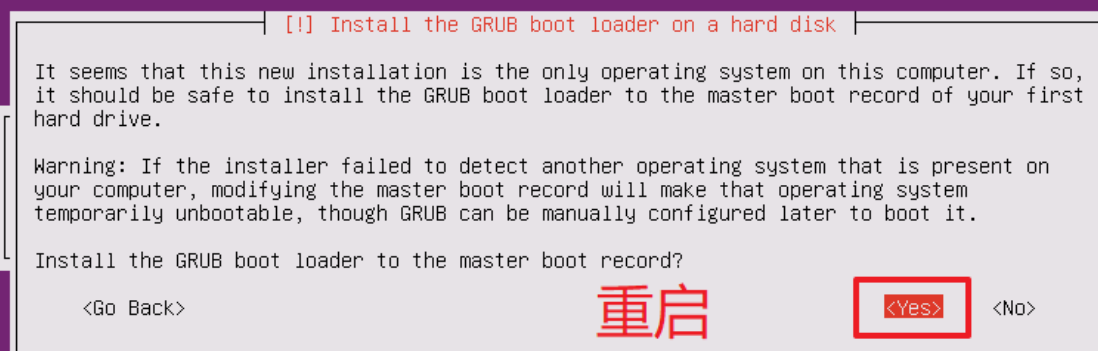 [!] Install the GRUB boot loader on a hard disk
It seems that this new installation is the only operating system on this computer. If so,
it should be safe to install the GRUB boot loader to the master boot record of your first
hard drive.
Warning: If the installer failed to detect another operating system that is present on
your computer, modifying the master boot record will make that operating system
temporarily unbootable, though GRUB can be manually configured later to boot it.
Install the GRUB boot loader to the master boot record?
<Go Back> 重启 <Yes> <No>